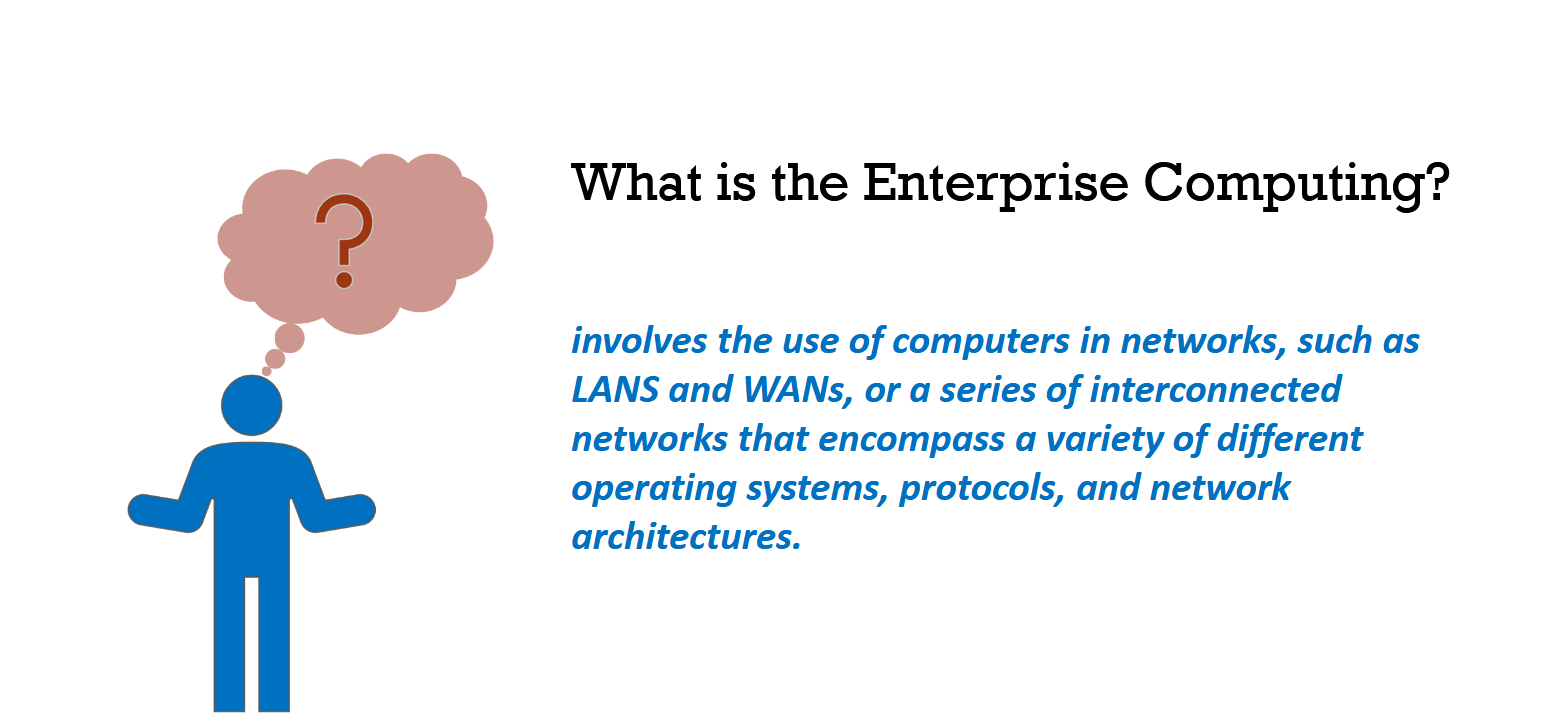 ?
What is the Enterprise Computing?
involves the use of computers in networks, such as
LANS and WANs, or a series of interconnected
networks that encompass a variety of different
operating systems, protocols, and network
architectures.